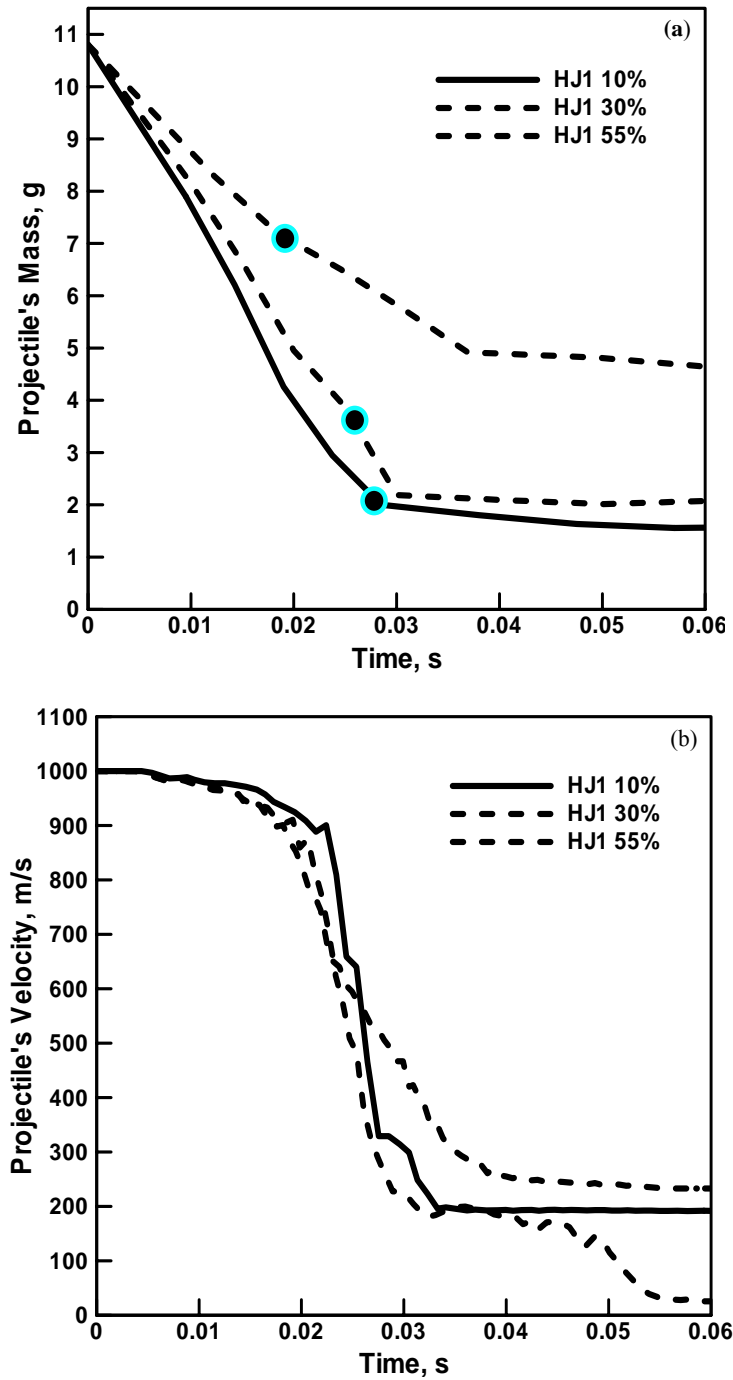 (a)
11
10
9
8
7
6
5
4
3
2
1
0
Projectile's Mass, g
HJ1 10%
HJ1 30%
HJ1 55%
0 0.01 0.02 0.03 0.04 0.05 0.06
Time, s
(b)
1100
1000
900
800
700
600
500
400
300
200
100
0
Projectile's Velocity, m/s
HJ1 10%
HJ1 30%
HJ1 55%
0 0.01 0.02 0.03 0.04 0.05 0.06
Time, s